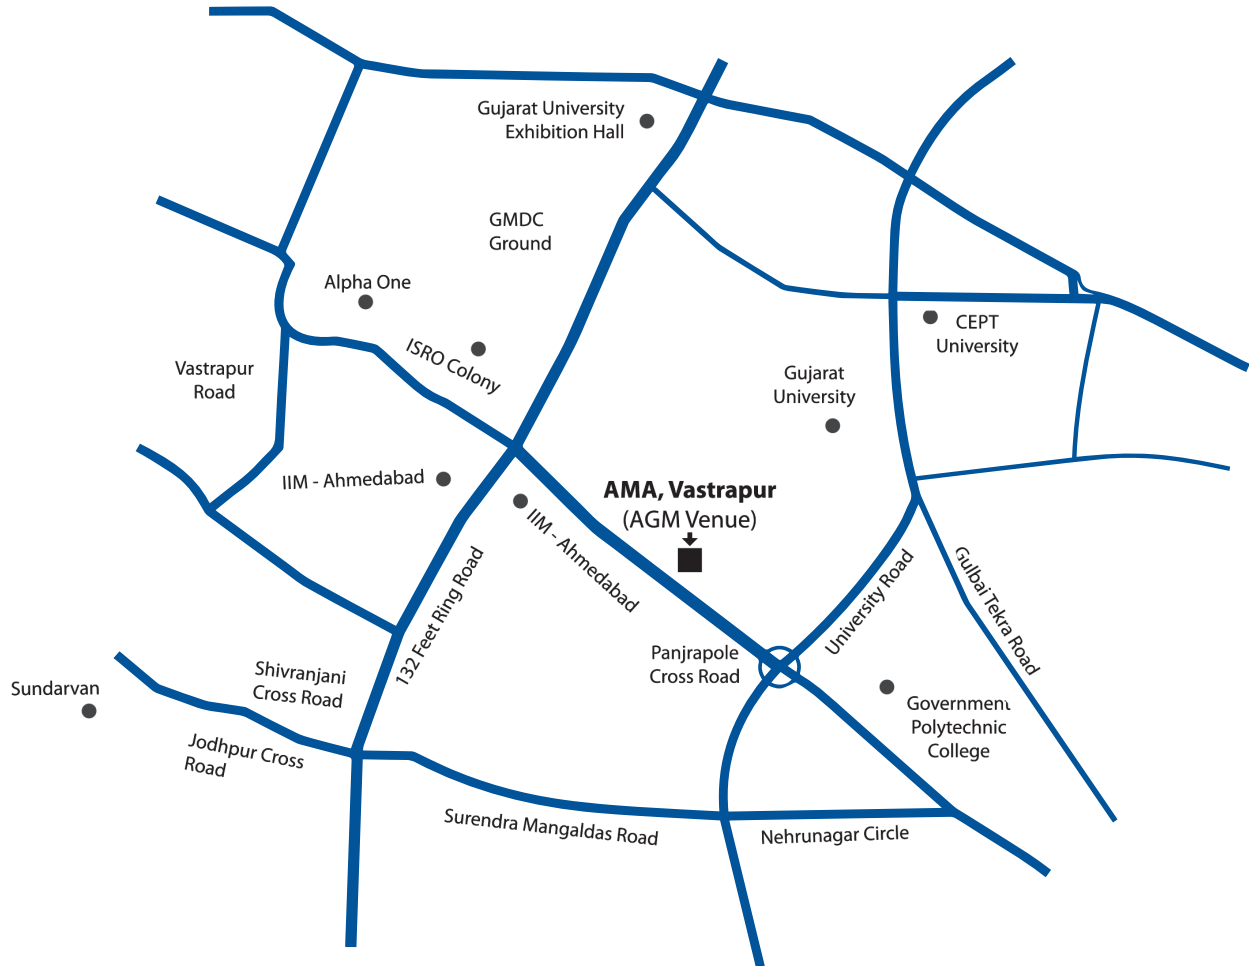 Gujarat University
Exhibition Hall
GMDC
Ground
Alpha One
ISRO Colony
CEPT
University
Vastrapur
Road
Gujarat
University
IIM - Ahmedabad
AMA, Vastrapur
(AGM Venue)
IIM - Ahmedabad
132 Feet Ring Road
University Road
Gulbai Tekra Road
Panjrapole
Cross Road
Shivranjani
Cross Road
Sundarvan
Government
Polytechnic
College
Jodhpur Cross
Road
Surendra Mangaldas Road
Nehrunagar Circle